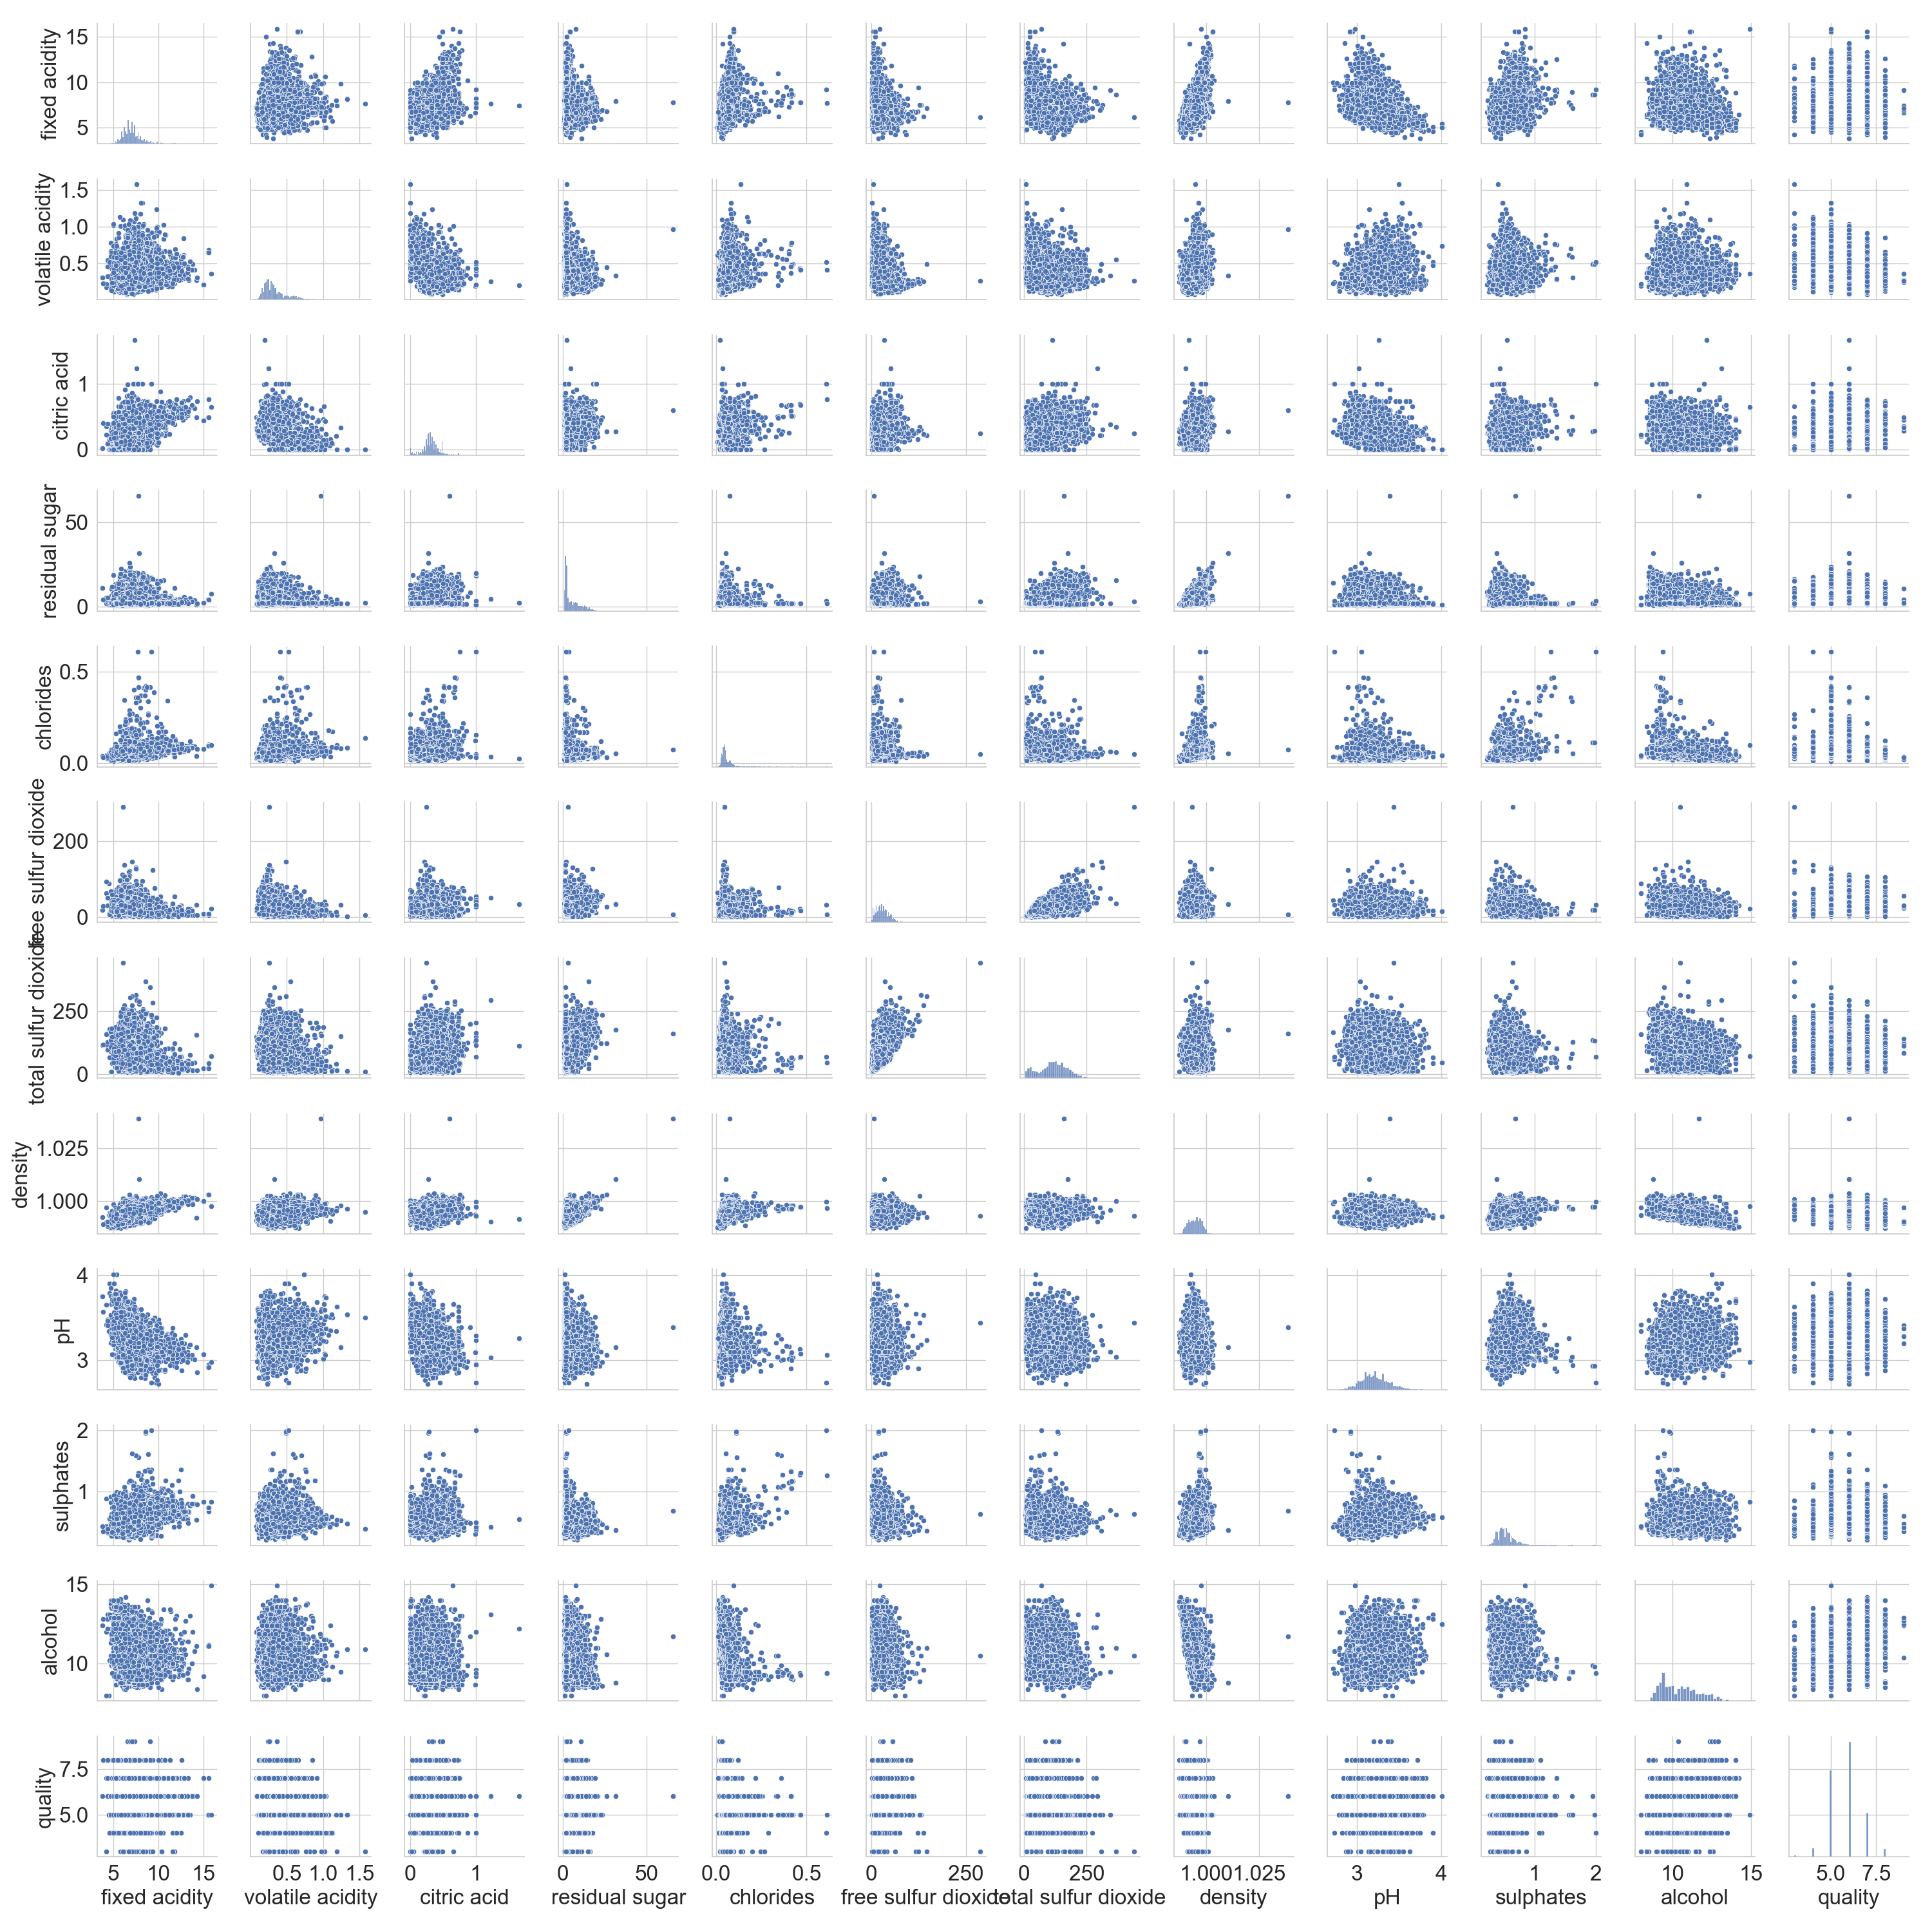 fixed acidity
15
10
5
volatile acidity
1.5
1.0
0.5
citric acid
1
0
residual sugar
50
0
chlorides
0.5
0.0
free sulfur dioxide
200
0
total sulfur dioxide
250
0
density
1.025
1.000
pH
4
3
sulphates
2
1
alcohol
15
10
quality
7.5
5.0
5 10 15 0.5 1.0 1.5 0 1 0 50 0.0 0.5 0 250 0 250 1.000 1.025 3 4 1 2 10 15 5.0 7.5
fixed acidity volatile acidity citric acid residual sugar chlorides free sulfur dioxide total sulfur dioxide density pH sulphates alcohol quality